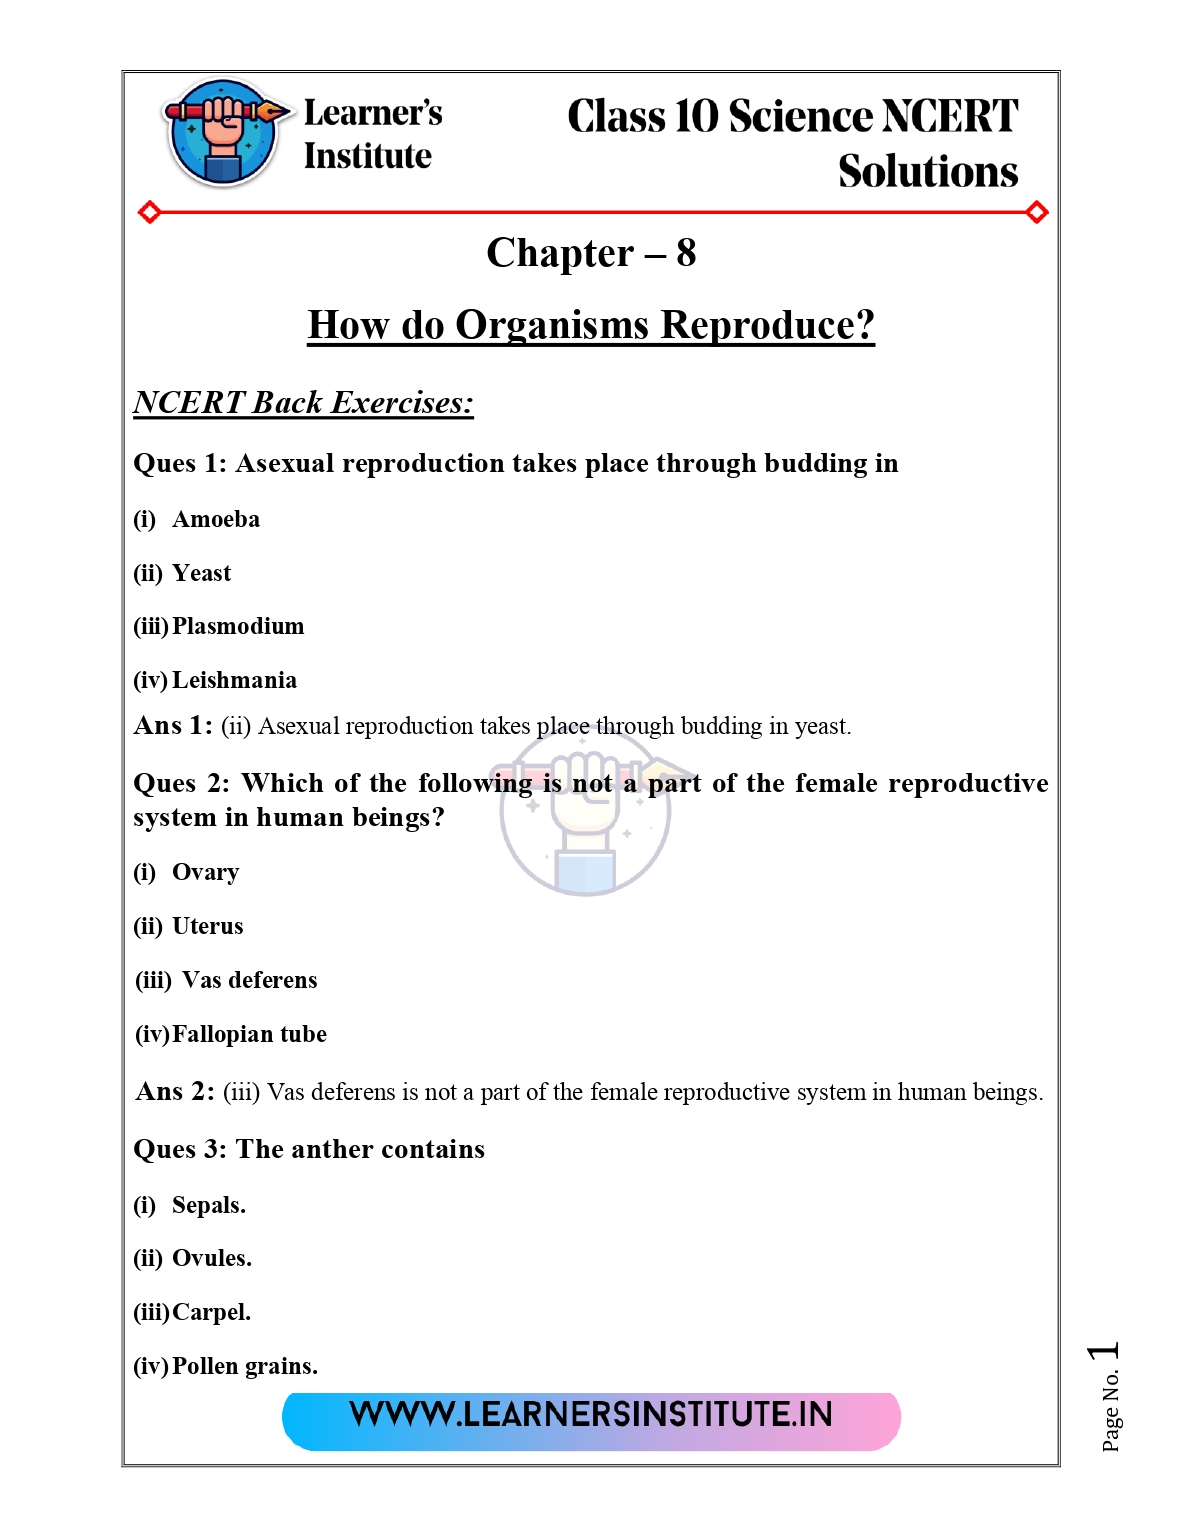 Learner's
Institute
Class 10 Science NCERT
Solutions
Chapter – 8
How do Organisms Reproduce?
NCERT Back Exercises:
Ques 1: Asexual reproduction takes place through budding in
(i) Amoeba
(ii) Yeast
(iii) Plasmodium
(iv) Leishmania
Ans 1: (ii) Asexual reproduction takes place through budding in yeast.
Ques 2: Which of the following is not a part of the female reproductive
system in human beings?
(i) Ovary
(ii) Uterus
(iii) Vas deferens
(iv) Fallopian tube
Ans 2: (iii) Vas deferens is not a part of the female reproductive system in human beings.
Ques 3: The anther contains
(i) Sepals.
(ii) Ovules.
(iii) Carpel.
(iv) Pollen grains.
WWW.LEARNERSINSTITUTE.IN
Page No. 1